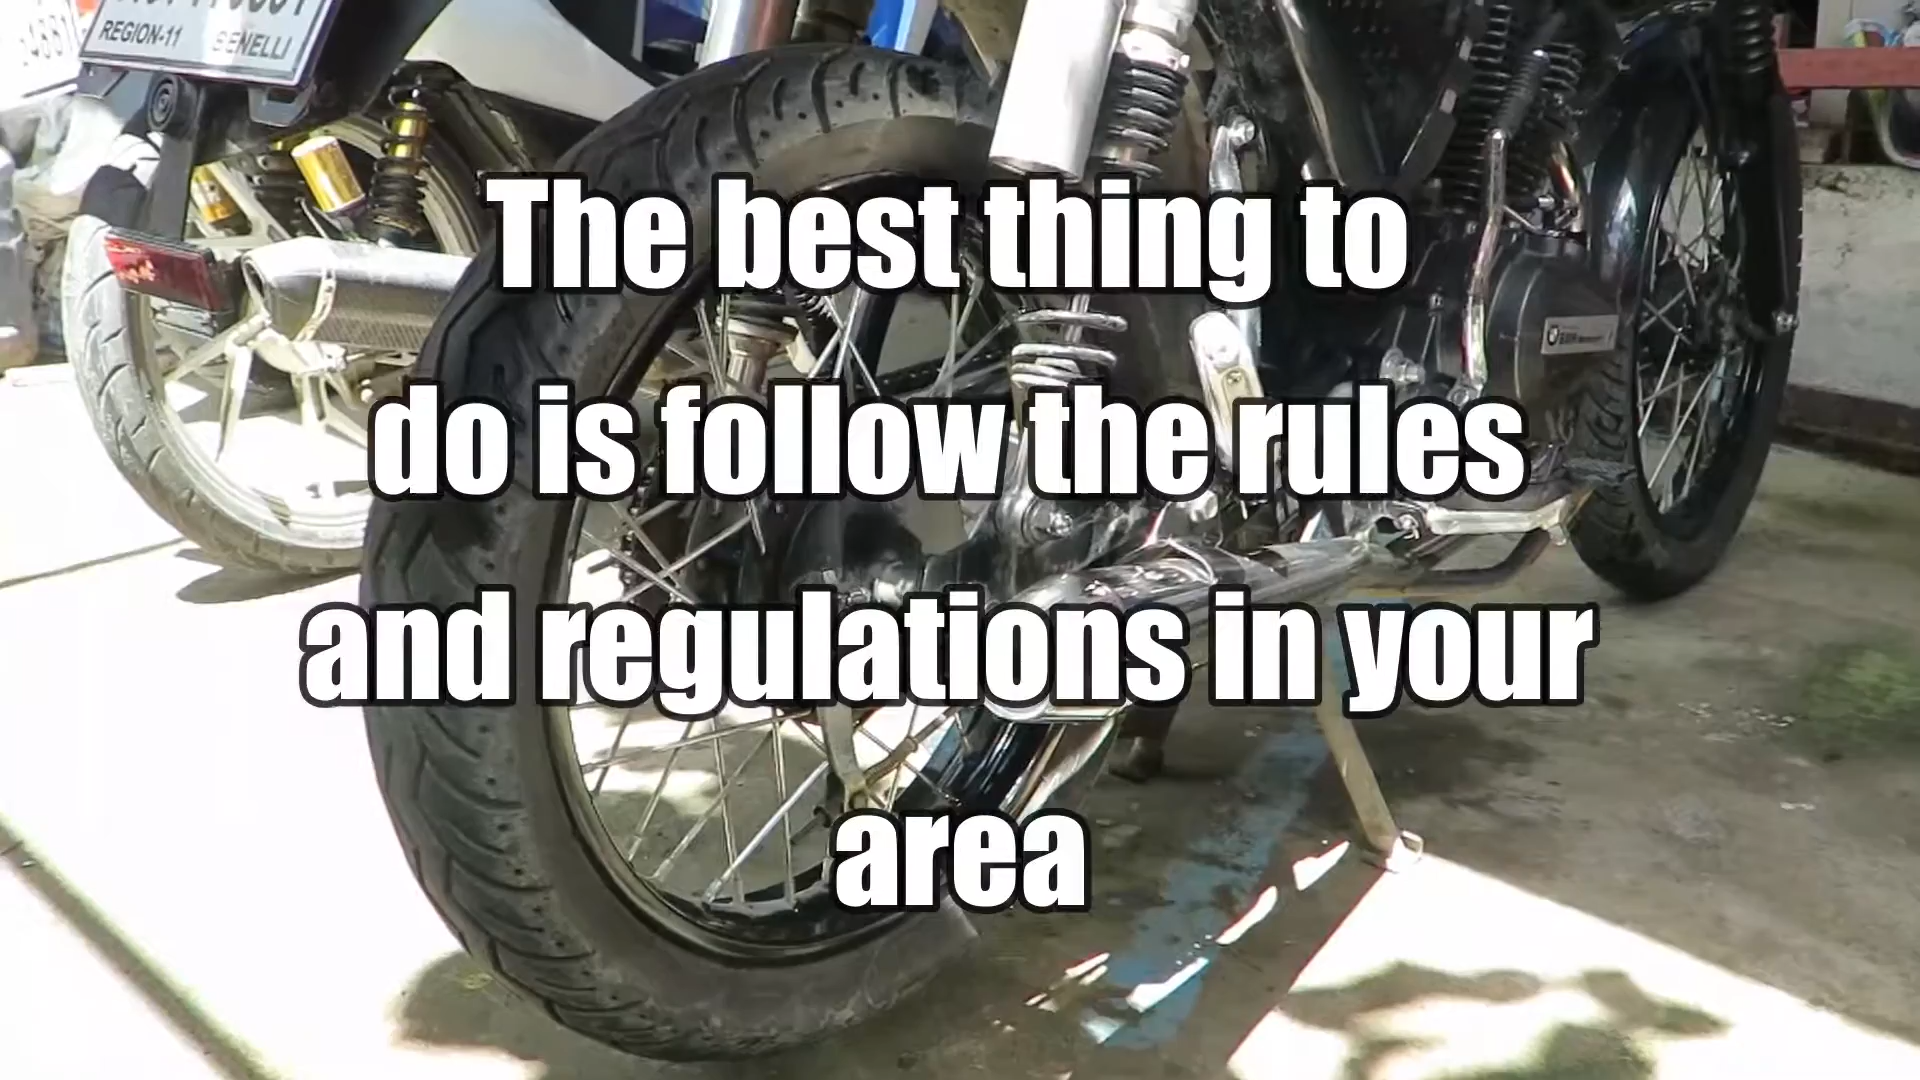 REGION-11 BENELLI
The best thing to
do is follow the rules
and regulations in your
area